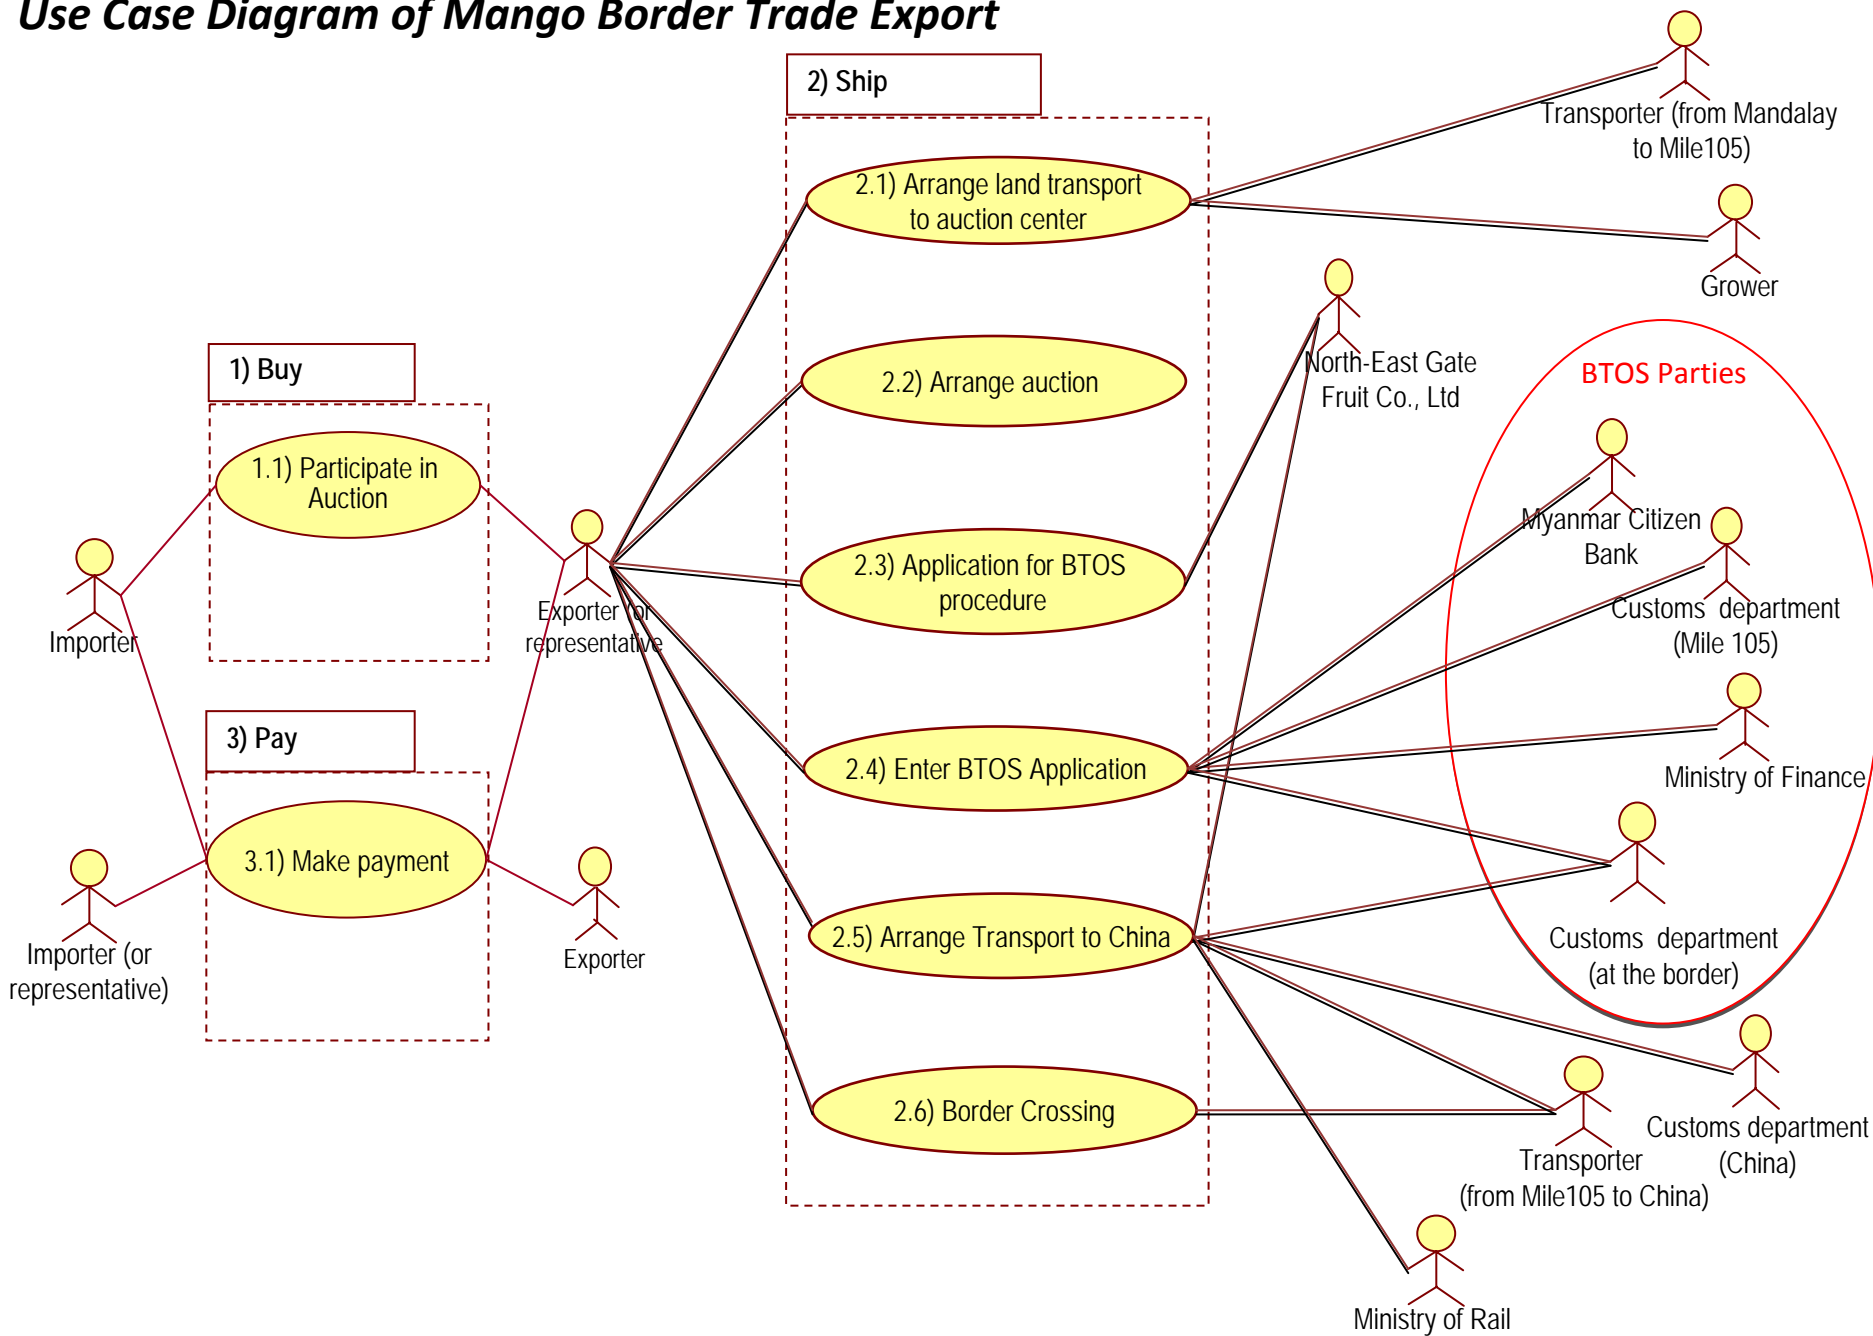 Use Case Diagram of Mango Border Trade Export
2) Ship
Transporter (from Mandalay
to Mile105)
2.1) Arrange land transport
to auction center
Grower
1) Buy
2.2) Arrange auction
North-East Gate
Fruit Co., Ltd
BTOS Parties
1.1) Participate in
Auction
Myanmar Citizen
Bank
2.3) Application for BTOS
procedure
Customs department
(Mile 105)
Importer
Exporter (or
representative
3) Pay
2.4) Enter BTOS Application
Ministry of Finance
3.1) Make payment
Importer (or
representative)
Exporter
2.5) Arrange Transport to China
Customs department
(at the border)
2.6) Border Crossing
Customs department
(China)
Transporter
(from Mile105 to China)
Ministry of Rail